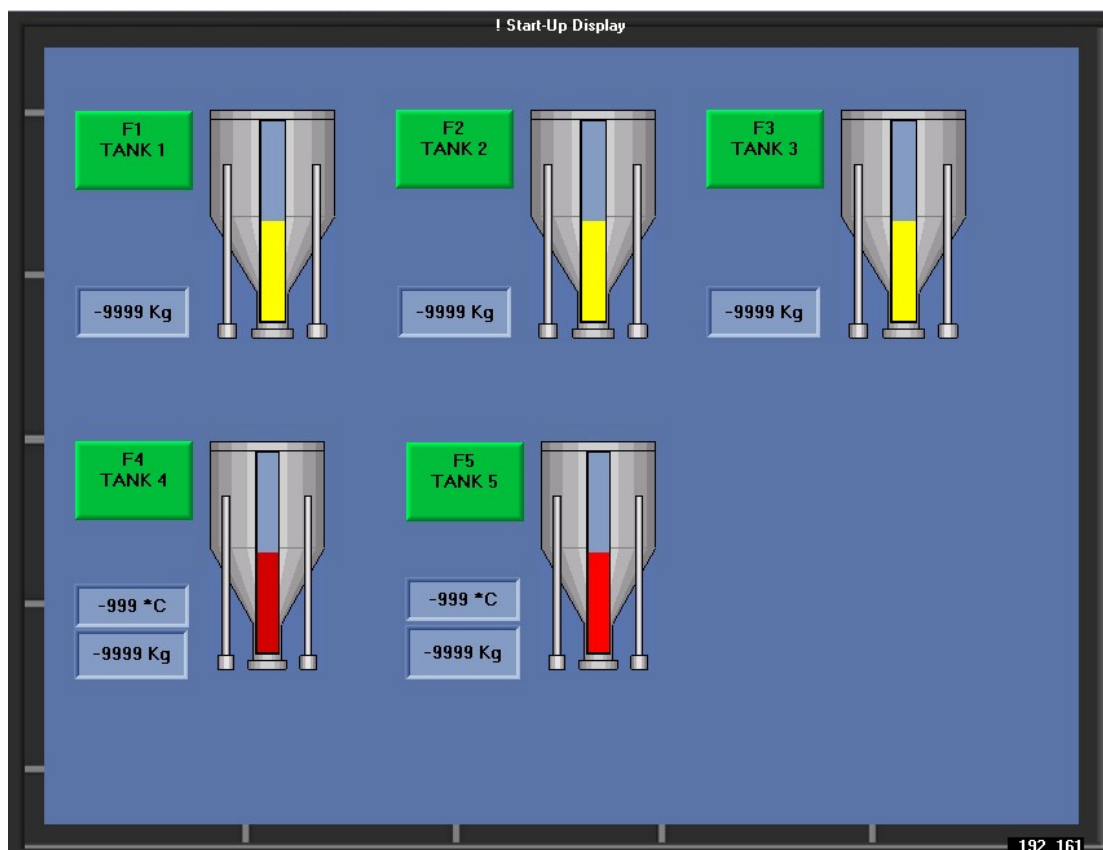 ! Start-Up Display
F1
TANK 1
F2
TANK 2
F3
TANK 3
-9999 Kg
-9999 Kg
-9999 Kg
F4
TANK 4
F5
TANK 5
-999 *C
-9999 Kg
-999 *C
-9999 Kg
192 161